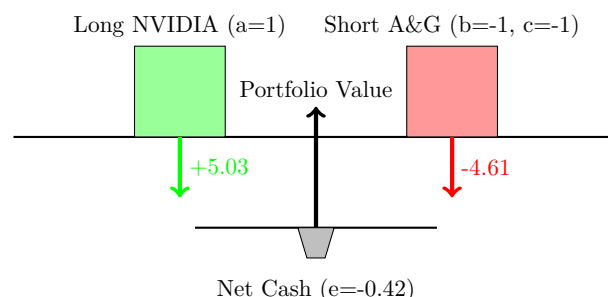 Long NVIDIA (a=1)
Short A&G (b=-1, c=-1)
Portfolio Value
+5.03
-4.61
Net Cash (e=-0.42)